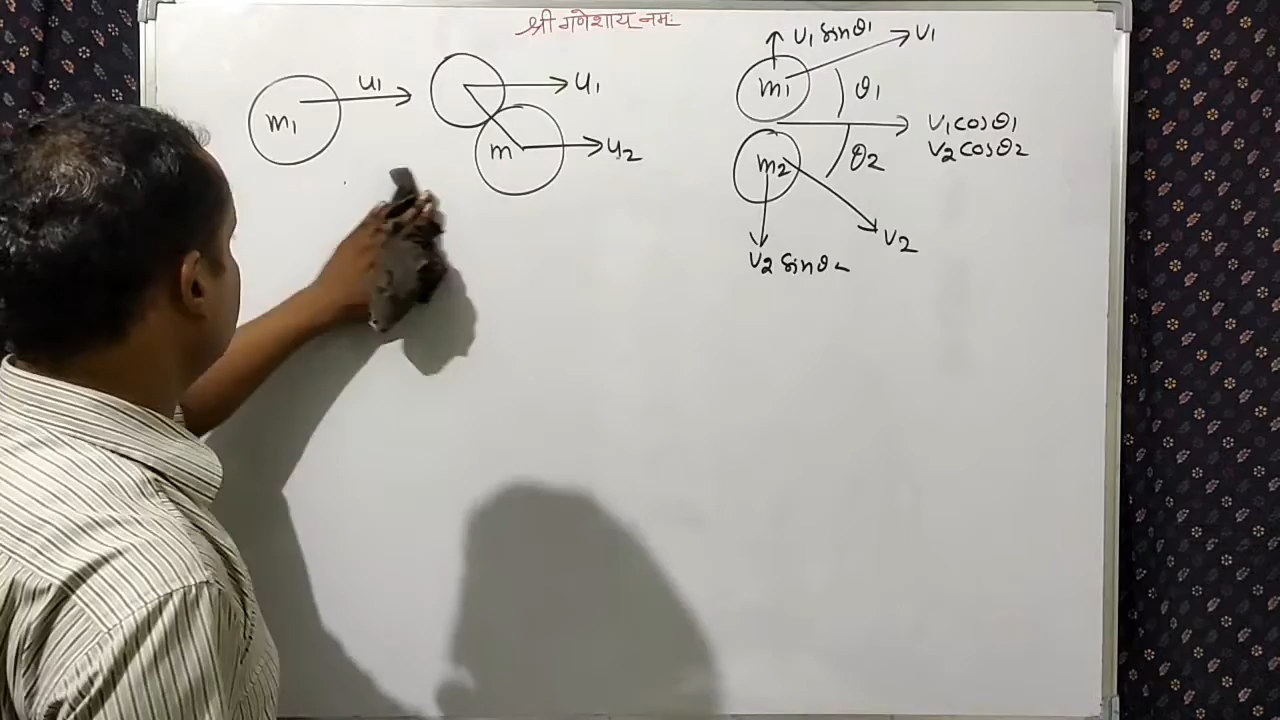 श्री गणेशाय नमः
m1
u1
u1
m
u2
v1 sinθ1
v1
m1
θ1
v1cosθ1
v2cosθ2
m2
θ2
v2
v2 sinθ2